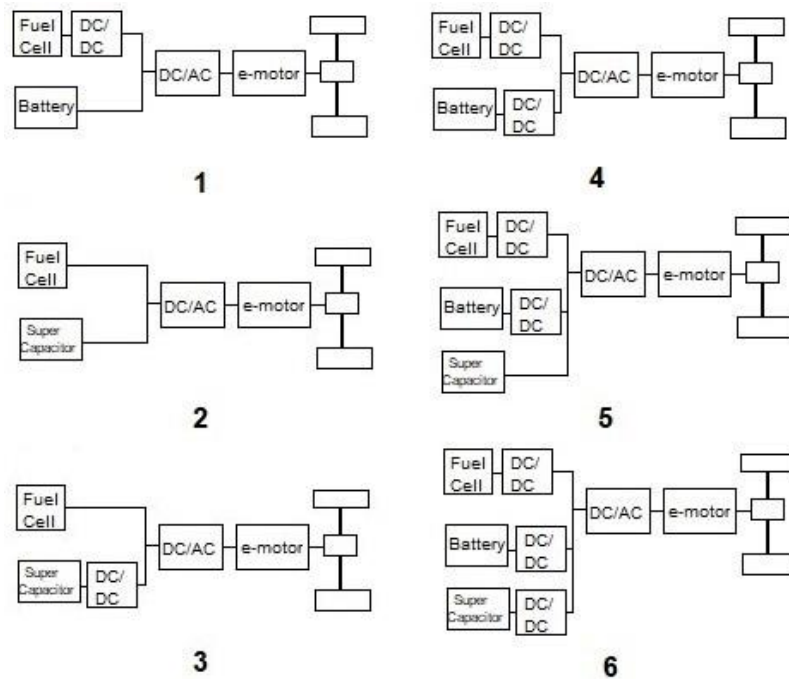 Fuel
Cell
DC/
DC
DC/AC
e-motor
Battery
1
Fuel
Cell
DC/AC
e-motor
Super
Capacitor
2
Fuel
Cell
DC/AC
e-motor
Super
Capacitor
DC/
DC
3
Fuel
Cell
DC/
DC
DC/AC
e-motor
Battery
DC/
DC
4
Fuel
Cell
DC/
DC
DC/AC
e-motor
Battery
DC/
DC
Super
Capacitor
5
Fuel
Cell
DC/
DC
DC/AC
e-motor
Battery
DC/
DC
Super
Capacitor
DC/
DC
6